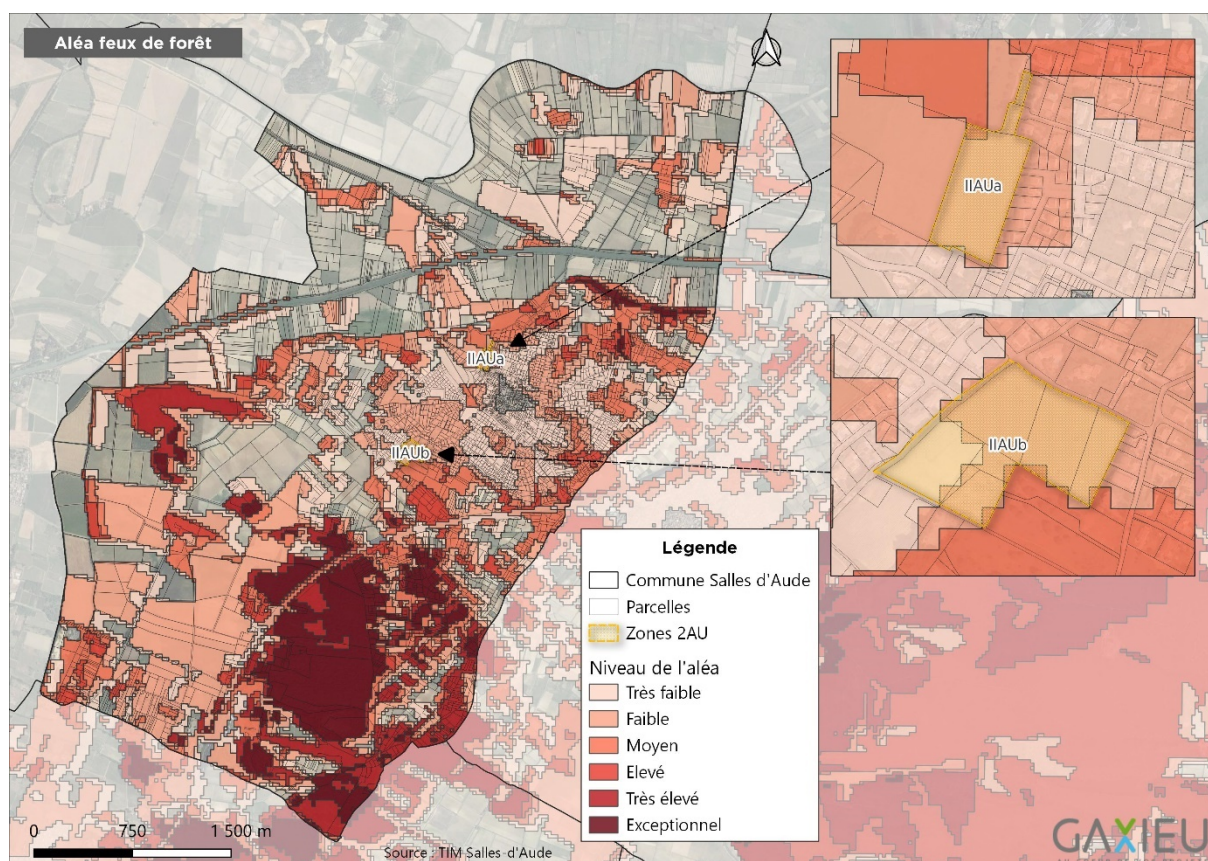 Aléa feux de forêt
IIAUa
IIAUb
IIAUa
IIAUb
Légende
Commune Salles d'Aude
Parcelles
Zones 2AU
Niveau de l'aléa
Très faible
Faible
Moyen
Elevé
Très élevé
Exceptionnel
0 750 1 500 m
Source : TIM Salles-d'Aude
GAXIEU